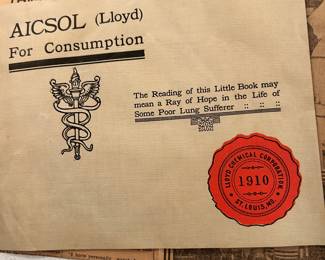 AICSOL (Lloyd)
For Consumption
The Reading of this Little Book may
mean a Ray of Hope in the Life of
Some Poor Lung Sufferer :: :: ::
LLOYD CHEMICAL CORPORATION
1910
ST. LOUIS, MO.